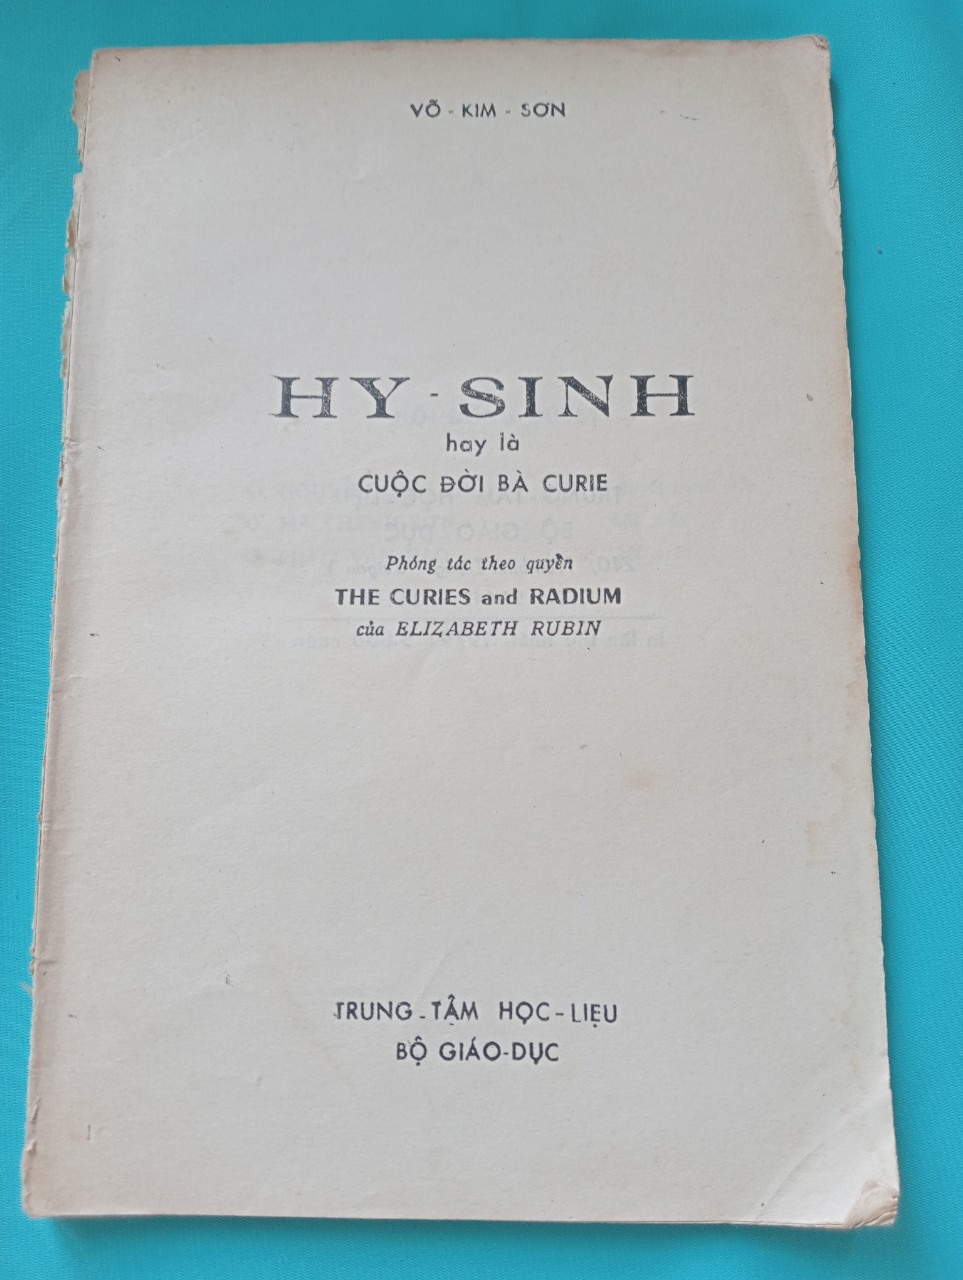 VÕ - KIM - SƠN
HY - SINH
hay là
CUỘC ĐỜI BÀ CURIE
Phóng tác theo quyền
THE CURIES and RADIUM
của ELIZABETH RUBIN
TRUNG - TÂM HỌC - LIỆU
BỘ GIÁO - DỤC